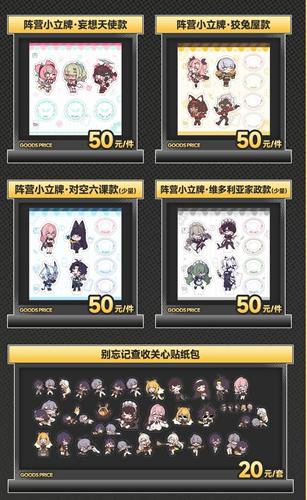 阵营小立牌·妄想天使款
阵营小立牌·狡兔屋款
GOODS PRICE
50元/件
GOODS PRICE
50元/件
阵营小立牌·对空六课款(少量)
阵营小立牌·维多利亚家政款(少量)
GOODS PRICE
50元/件
GOODS PRICE
50元/件
别忘记查收关心贴纸包
GOODS PRICE
20元/套